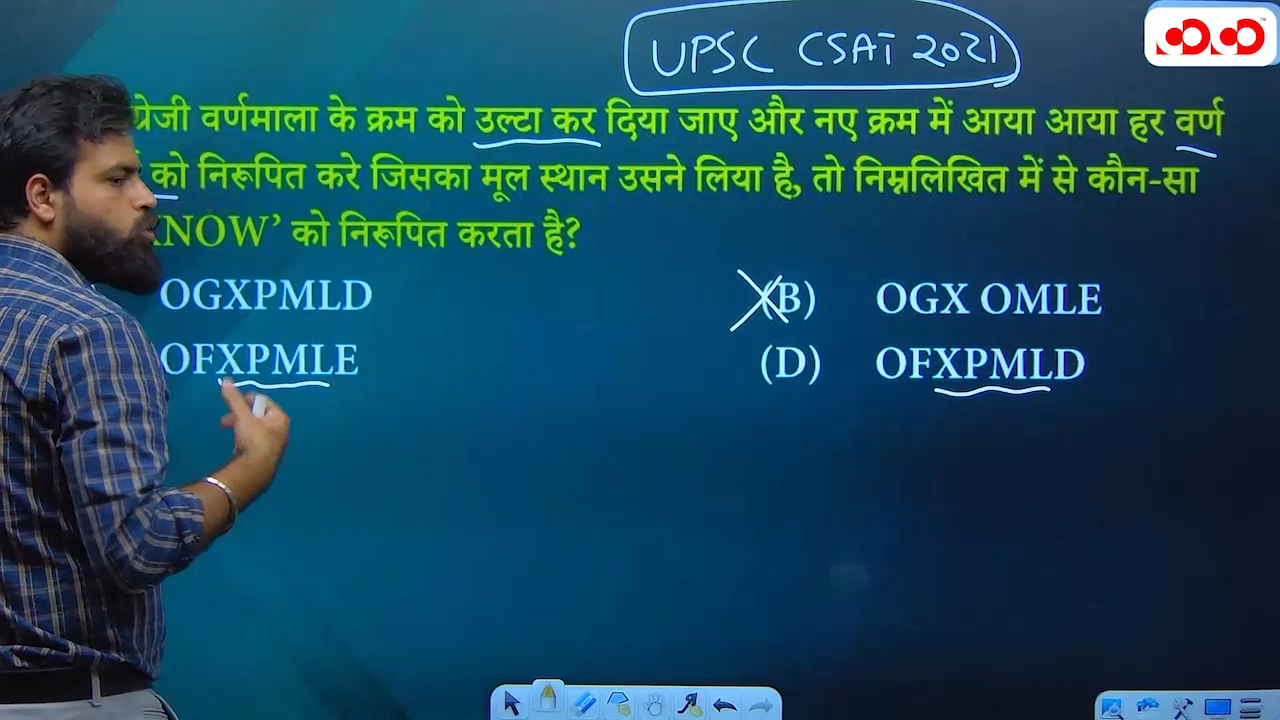 UPSC CSAT 2021
ग्रेजी वर्णमाला के क्रम को उल्टा कर दिया जाए और नए क्रम में आया आया हर वर्ण
को निरूपित करे जिसका मूल स्थान उसने लिया है, तो निम्नलिखित में से कौन-सा
KNOW’ को निरूपित करता है?
OGXPMLD (B) OGX OMLE
OFXPMLE (D) OFXPMLD